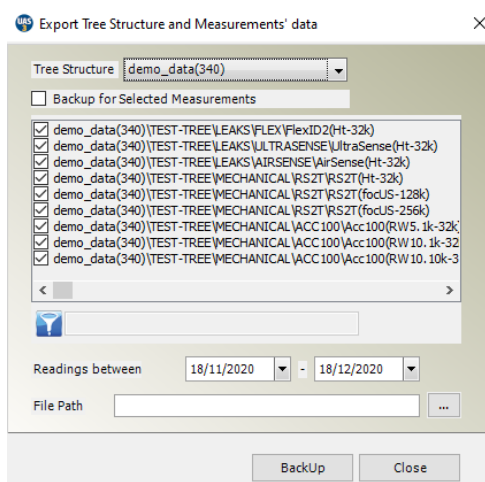 UAS Export Tree Structure and Measurements' data
Tree Structure demo_data(340)
Backup for Selected Measurements
demo_data(340)\TEST-TREE\LEAKS\FLEX\FlexID2(Ht-32k)
demo_data(340)\TEST-TREE\LEAKS\ULTRASENSE\UltraSense(Ht-32k)
demo_data(340)\TEST-TREE\LEAKS\AIRSENSE\AirSense(Ht-32k)
demo_data(340)\TEST-TREE\MECHANICAL\RS2T\RS2T(Ht-32k)
demo_data(340)\TEST-TREE\MECHANICAL\RS2T\RS2T(focUS-128k)
demo_data(340)\TEST-TREE\MECHANICAL\RS2T\RS2T(focUS-256k)
demo_data(340)\TEST-TREE\MECHANICAL\ACC100\Acc100(RW5.1k-32k
demo_data(340)\TEST-TREE\MECHANICAL\ACC100\Acc100(RW10.1k-32
demo_data(340)\TEST-TREE\MECHANICAL\ACC100\Acc100(RW10.10k-3
Readings between 18/11/2020 - 18/12/2020
File Path ...
BackUp Close